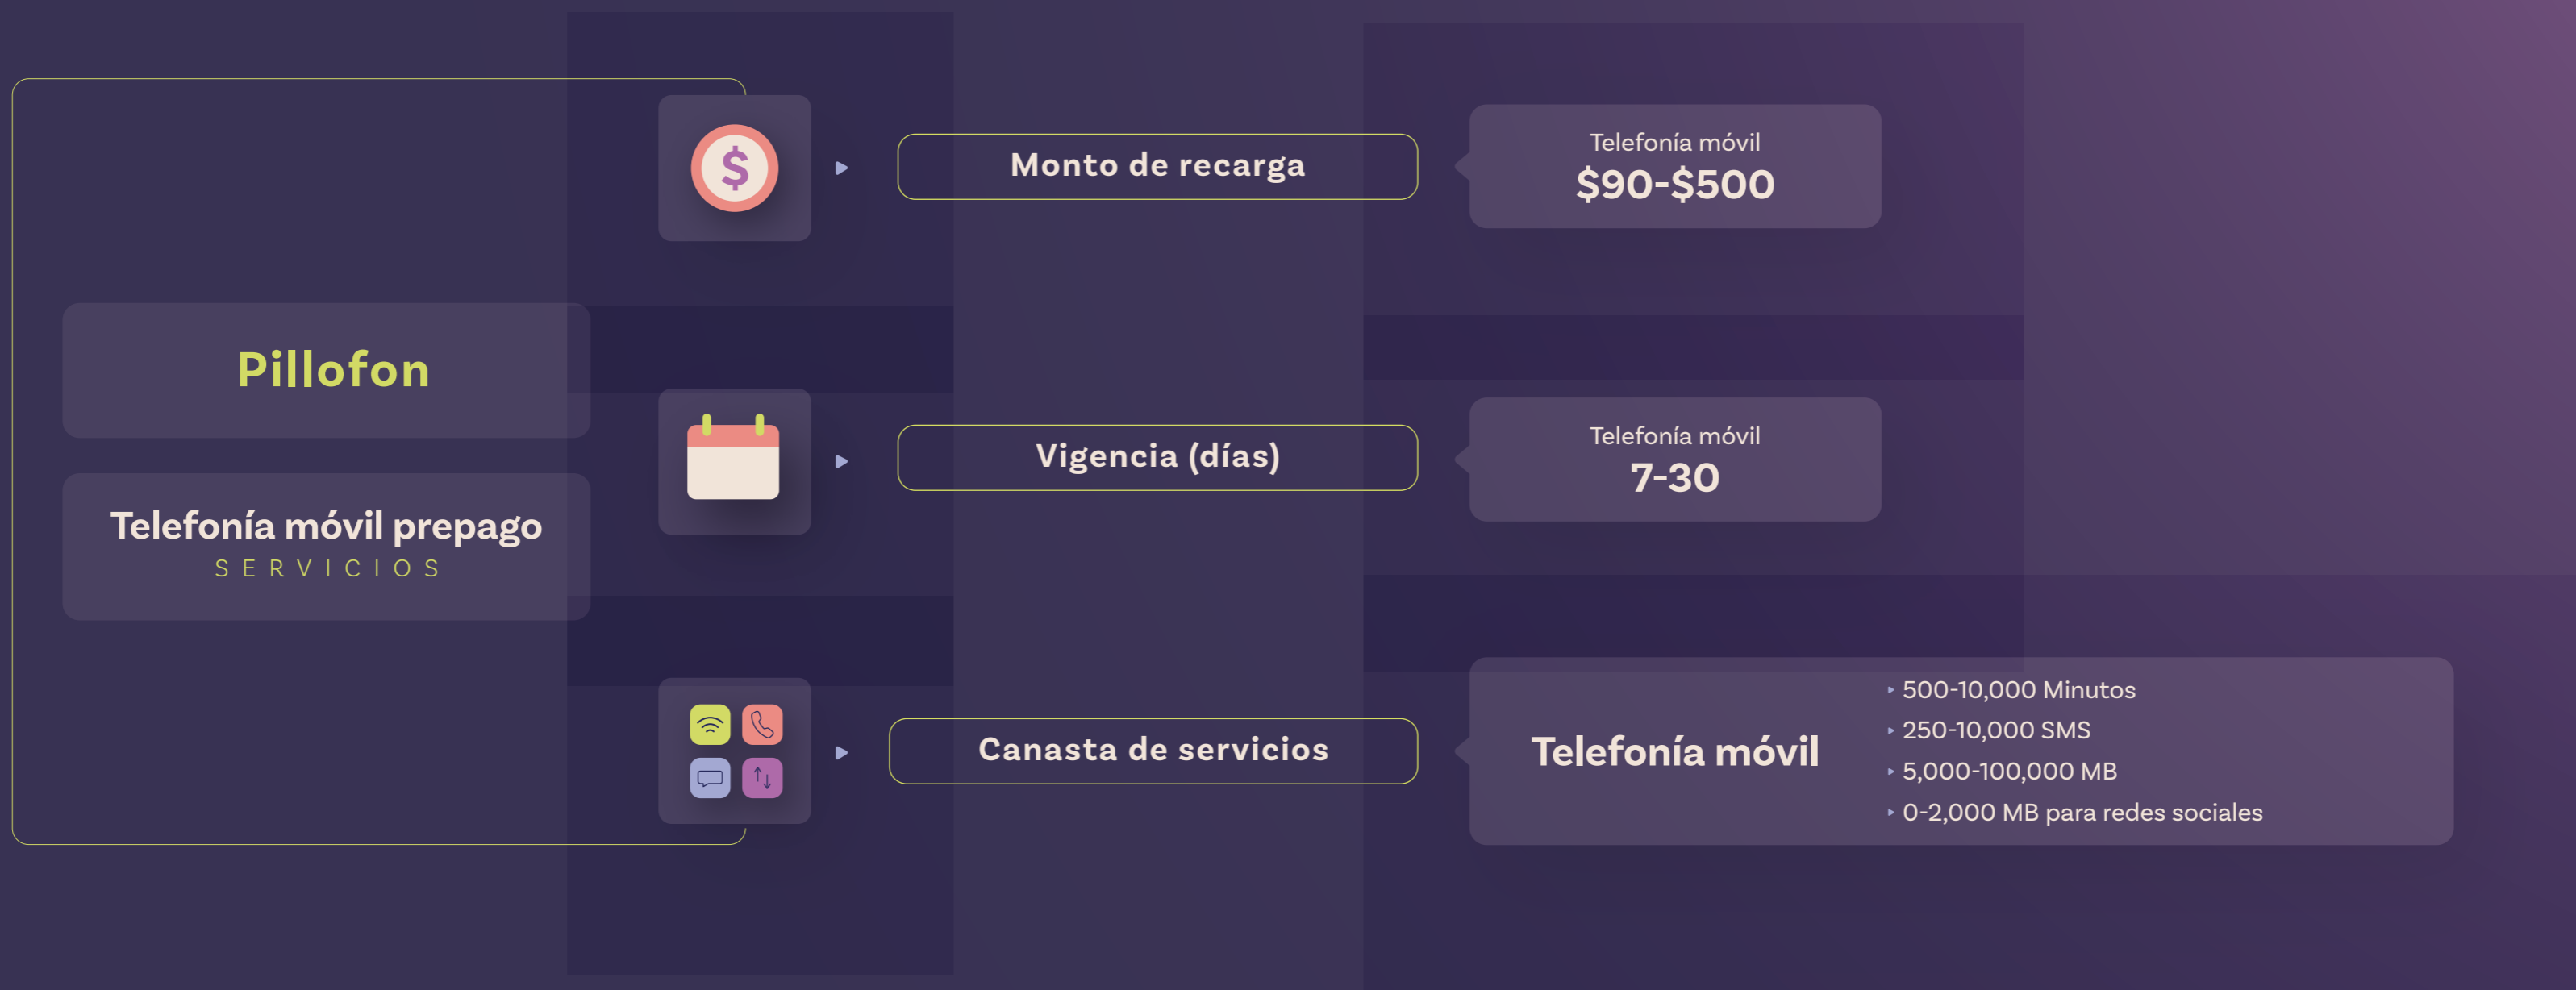 Pillofon
Telefonía móvil prepago
SERVICIOS
$
Monto de recarga
Telefonía móvil
$90-$500
Vigencia (días)
Telefonía móvil
7-30
Canasta de servicios
Telefonía móvil
500-10,000 Minutos
250-10,000 SMS
5,000-100,000 MB
0-2,000 MB para redes sociales